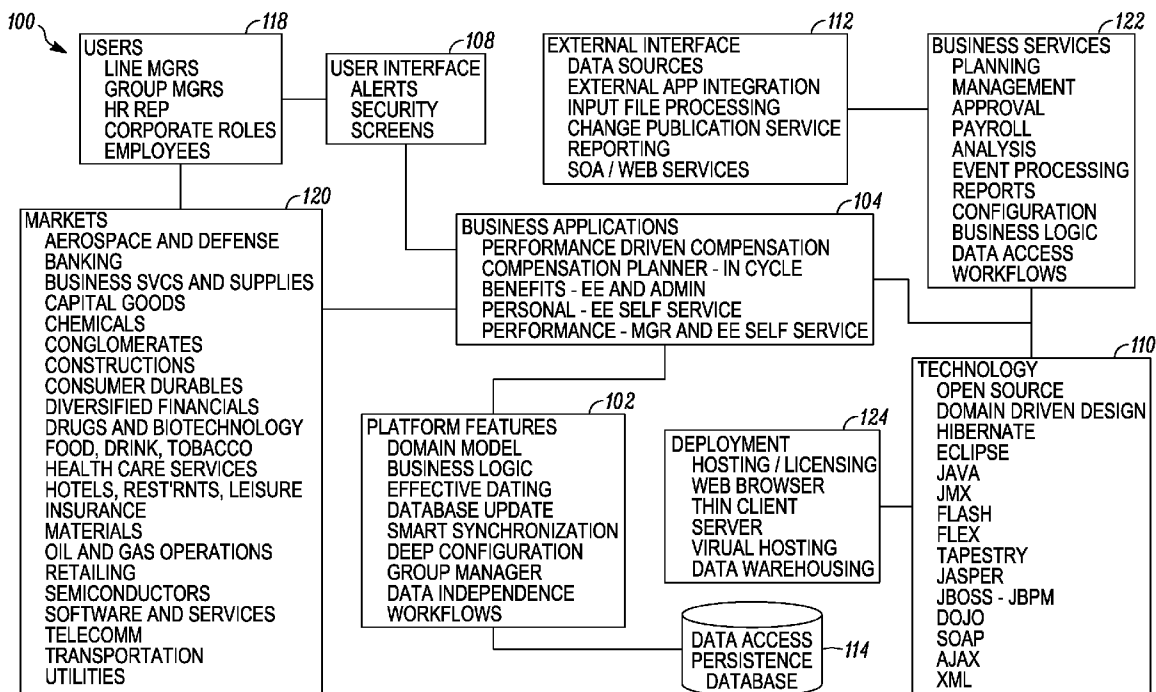 100
118
USERS
LINE MGRS
GROUP MGRS
HR REP
CORPORATE ROLES
EMPLOYEES
108
USER INTERFACE
ALERTS
SECURITY
SCREENS
112
EXTERNAL INTERFACE
DATA SOURCES
EXTERNAL APP INTEGRATION
INPUT FILE PROCESSING
CHANGE PUBLICATION SERVICE
REPORTING
SOA / WEB SERVICES
122
BUSINESS SERVICES
PLANNING
MANAGEMENT
APPROVAL
PAYROLL
ANALYSIS
EVENT PROCESSING
REPORTS
CONFIGURATION
BUSINESS LOGIC
DATA ACCESS
WORKFLOWS
120
MARKETS
AEROSPACE AND DEFENSE
BANKING
BUSINESS SVCS AND SUPPLIES
CAPITAL GOODS
CHEMICALS
CONGLOMERATES
CONSTRUCTIONS
CONSUMER DURABLES
DIVERSIFIED FINANCIALS
DRUGS AND BIOTECHNOLOGY
FOOD, DRINK, TOBACCO
HEALTH CARE SERVICES
HOTELS, REST'RNTS, LEISURE
INSURANCE
MATERIALS
OIL AND GAS OPERATIONS
RETAILING
SEMICONDUCTORS
SOFTWARE AND SERVICES
TELECOMM
TRANSPORTATION
UTILITIES
104
BUSINESS APPLICATIONS
PERFORMANCE DRIVEN COMPENSATION
COMPENSATION PLANNER - IN CYCLE
BENEFITS - EE AND ADMIN
PERSONAL - EE SELF SERVICE
PERFORMANCE - MGR AND EE SELF SERVICE
102
PLATFORM FEATURES
DOMAIN MODEL
BUSINESS LOGIC
EFFECTIVE DATING
DATABASE UPDATE
SMART SYNCHRONIZATION
DEEP CONFIGURATION
GROUP MANAGER
DATA INDEPENDENCE
WORKFLOWS
124
DEPLOYMENT
HOSTING / LICENSING
WEB BROWSER
THIN CLIENT
SERVER
VIRUAL HOSTING
DATA WAREHOUSING
110
TECHNOLOGY
OPEN SOURCE
DOMAIN DRIVEN DESIGN
HIBERNATE
ECLIPSE
JAVA
JMX
FLASH
FLEX
TAPESTRY
JASPER
JBOSS - JBPM
DOJO
SOAP
AJAX
XML
DATA ACCESS
PERSISTENCE
DATABASE
114